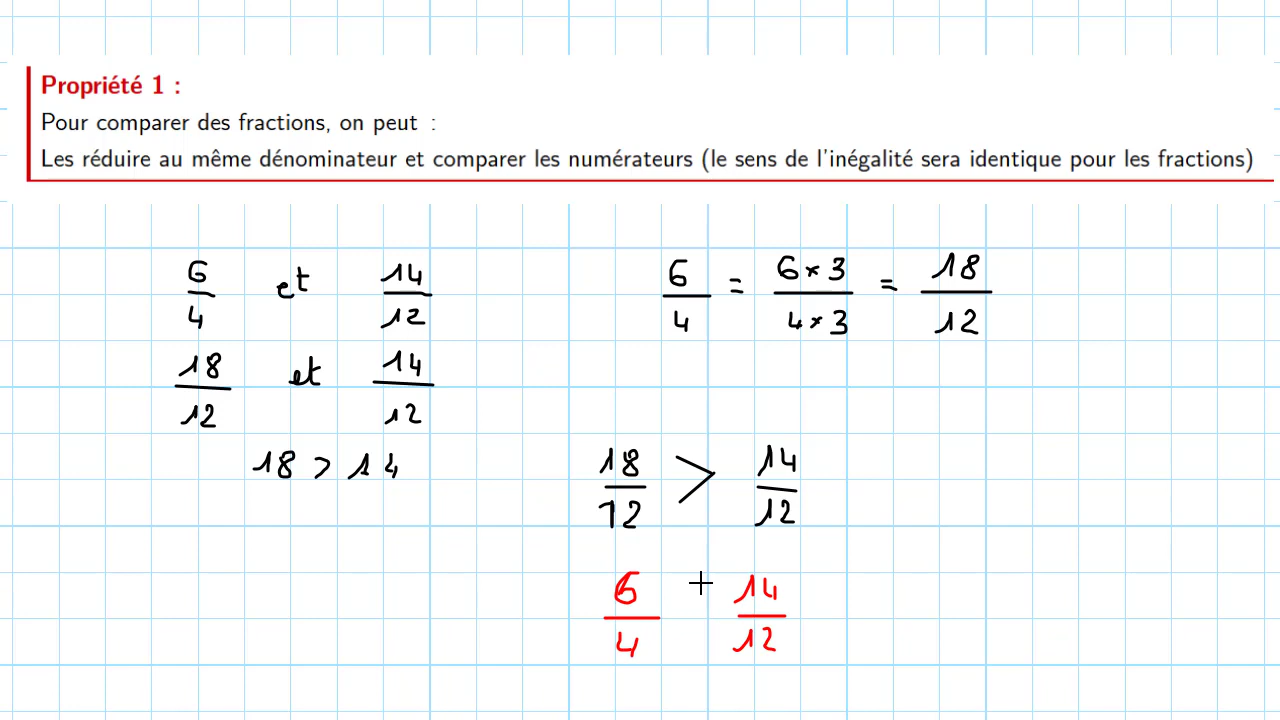 Propriété 1 :
Pour comparer des fractions, on peut :
Les réduire au même dénominateur et comparer les numérateurs (le sens de l'inégalité sera identique pour les fractions)
6/4 et 14/12
6/4 = 6×3/4×3 = 18/12
18/12 et 14/12
18 > 14
18/12 > 14/12
6/4 14/12